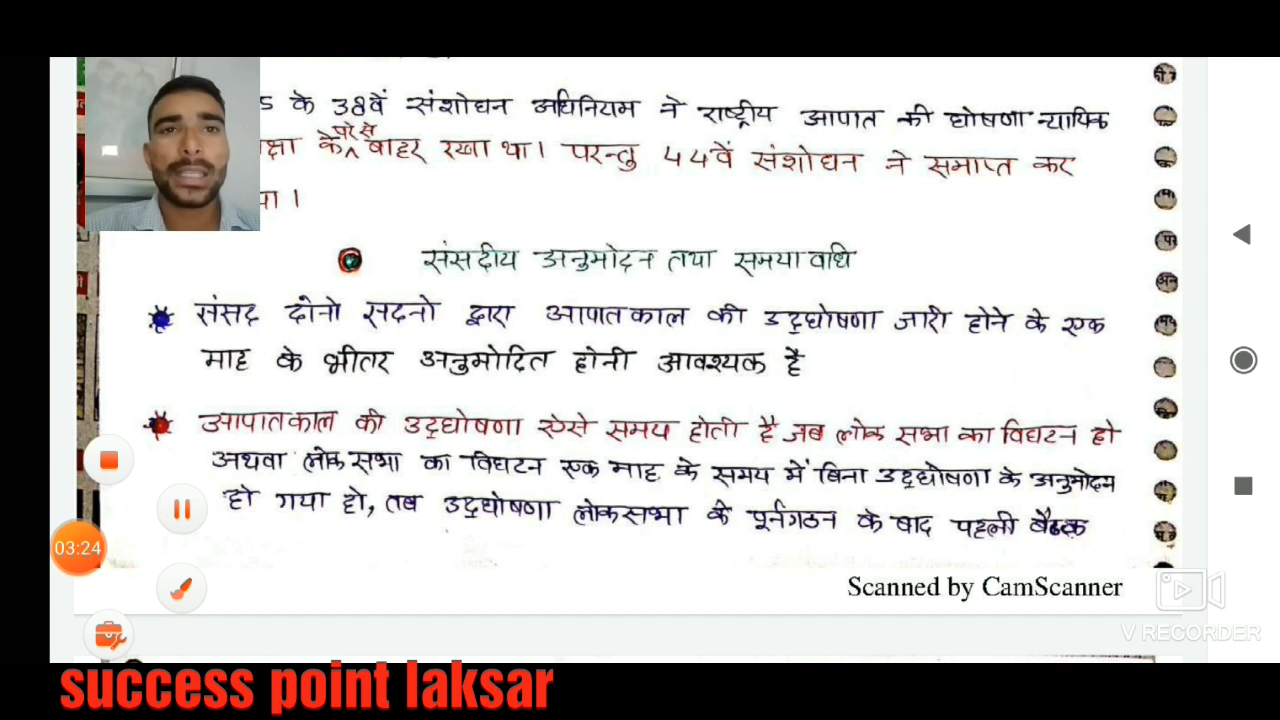 5 के 38वें संशोधन अधिनियम ने राष्ट्रीय आपात की घोषणा न्यायिक
क्षा के परे से बाहर रखा था। परन्तु 44वें संशोधन ने समाप्त कर
या।
संसदीय अनुमोदन तथा समयावधि
संसद दोनो सदनो द्वारा आपातकाल की उद्घोषणा जारी होने के एक
माह के भीतर अनुमोदित होनी आवश्यक है
आपातकाल की उद्घोषणा ऐसे समय होती है जब लोक सभा का विघटन हो
अथवा लोक सभा का विघटन एक माह के समय में बिना उद्घोषणा के अनुमोदन
हो गया हो, तब उद्घोषणा लोकसभा के पूर्नगठन के बाद पहली बैठक
03:24
Scanned by CamScanner
V RECORDER
success point laksar